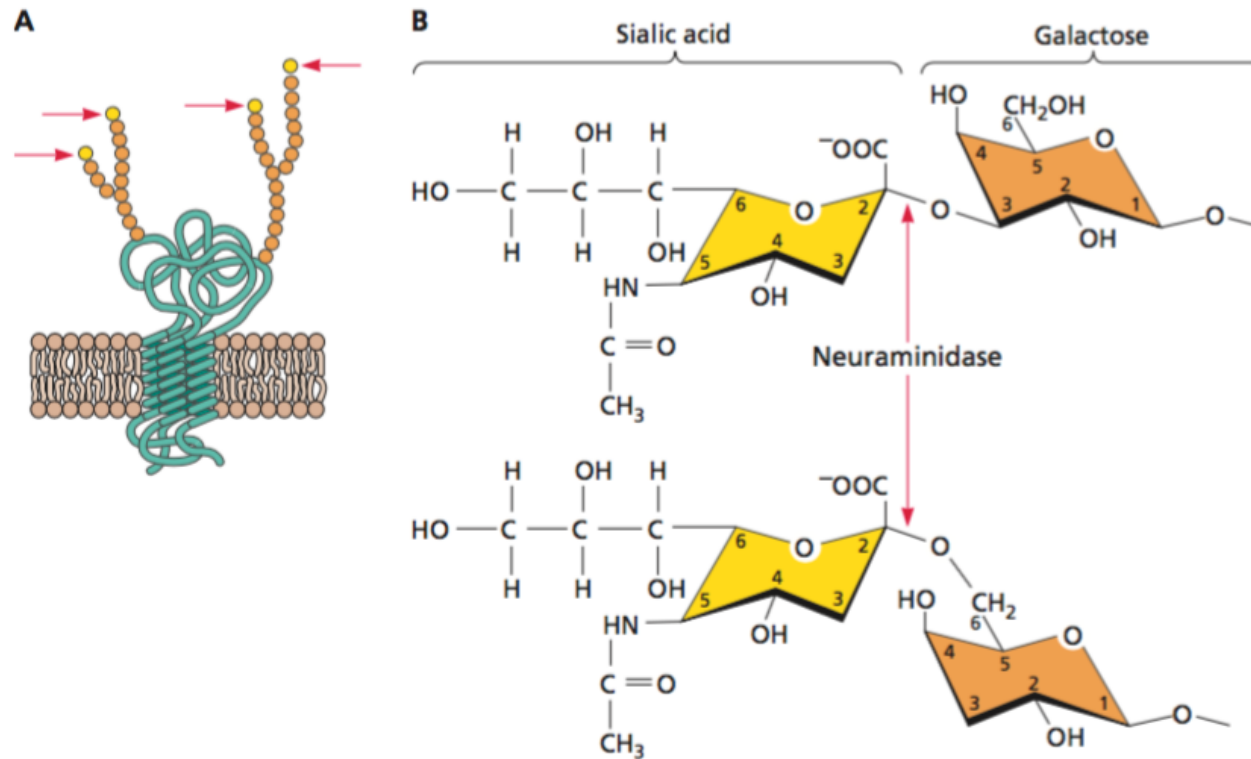 A
B
Sialic acid
Galactose
HO
CH2OH
6
H
OH
H
⁻OOC
O
4
5
HO
C
C
C
6
O
2
O
3
2
1
O
H
H
OH
5
4
3
OH
HN
OH
C
O
Neuraminidase
CH3
H
OH
H
⁻OOC
HO
C
C
C
6
O
2
O
H
H
OH
5
4
3
HO
CH2
6
O
HN
OH
4
5
C
O
3
2
1
O
CH3
OH